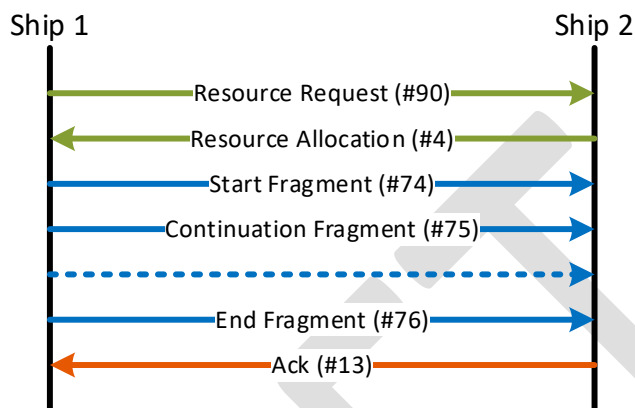 Ship 1
Ship 2
Resource Request (#90)
Resource Allocation (#4)
Start Fragment (#74)
Continuation Fragment (#75)
End Fragment (#76)
Ack (#13)